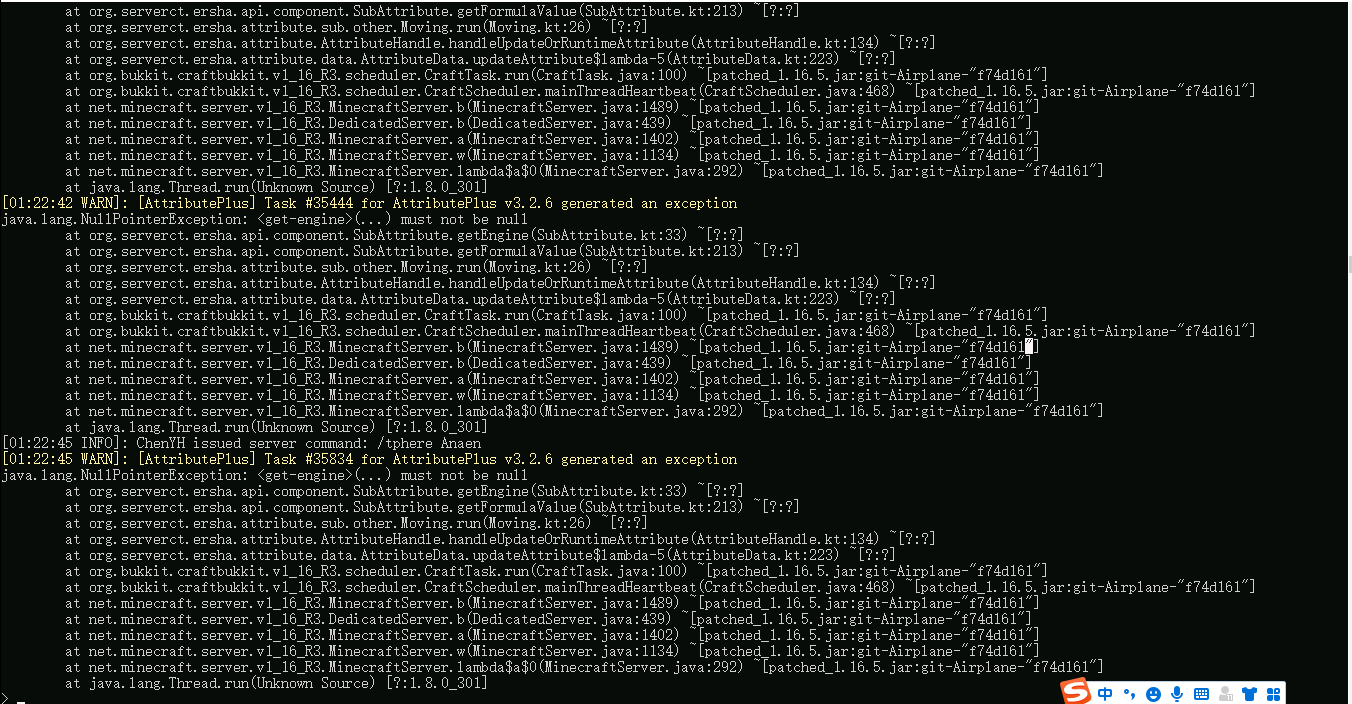 at org.serverct.ersha.api.component.SubAttribute.getFormulaValue(SubAttribute.kt:213) ~[?:?]
at org.serverct.ersha.attribute.sub.other.Moving.run(Moving.kt:26) ~[?:?]
at org.serverct.ersha.attribute.AttributeHandle.handleUpdateOrRuntimeAttribute(AttributeHandle.kt:134) ~[?:?]
at org.serverct.ersha.attribute.data.AttributeData.updateAttribute$lambda-5(AttributeData.kt:223) ~[?:?]
at org.bukkit.craftbukkit.v1_16_R3.scheduler.CraftTask.run(CraftTask.java:100) ~[patched_1.16.5.jar:git-Airplane-"f74d161"]
at org.bukkit.craftbukkit.v1_16_R3.scheduler.CraftScheduler.mainThreadHeartbeat(CraftScheduler.java:468) ~[patched_1.16.5.jar:git-Airplane-"f74d161"]
at net.minecraft.server.v1_16_R3.MinecraftServer.b(MinecraftServer.java:1489) ~[patched_1.16.5.jar:git-Airplane-"f74d161"]
at net.minecraft.server.v1_16_R3.DedicatedServer.b(DedicatedServer.java:439) ~[patched_1.16.5.jar:git-Airplane-"f74d161"]
at net.minecraft.server.v1_16_R3.MinecraftServer.a(MinecraftServer.java:1402) ~[patched_1.16.5.jar:git-Airplane-"f74d161"]
at net.minecraft.server.v1_16_R3.MinecraftServer.w(MinecraftServer.java:1134) ~[patched_1.16.5.jar:git-Airplane-"f74d161"]
at net.minecraft.server.v1_16_R3.MinecraftServer.lambda$a$0(MinecraftServer.java:292) ~[patched_1.16.5.jar:git-Airplane-"f74d161"]
at java.lang.Thread.run(Unknown Source) [?:1.8.0_301]
[01:22:42 WARN]: [AttributePlus] Task #35444 for AttributePlus v3.2.6 generated an exception
java.lang.NullPointerException: <get-engine>(...) must not be null
at org.serverct.ersha.api.component.SubAttribute.getEngine(SubAttribute.kt:33) ~[?:?]
at org.serverct.ersha.api.component.SubAttribute.getFormulaValue(SubAttribute.kt:213) ~[?:?]
at org.serverct.ersha.attribute.sub.other.Moving.run(Moving.kt:26) ~[?:?]
at org.serverct.ersha.attribute.AttributeHandle.handleUpdateOrRuntimeAttribute(AttributeHandle.kt:134) ~[?:?]
at org.serverct.ersha.attribute.data.AttributeData.updateAttribute$lambda-5(AttributeData.kt:223) ~[?:?]
at org.bukkit.craftbukkit.v1_16_R3.scheduler.CraftTask.run(CraftTask.java:100) ~[patched_1.16.5.jar:git-Airplane-"f74d161"]
at org.bukkit.craftbukkit.v1_16_R3.scheduler.CraftScheduler.mainThreadHeartbeat(CraftScheduler.java:468) ~[patched_1.16.5.jar:git-Airplane-"f74d161"]
at net.minecraft.server.v1_16_R3.MinecraftServer.b(MinecraftServer.java:1489) ~[patched_1.16.5.jar:git-Airplane-"f74d161"]
at net.minecraft.server.v1_16_R3.DedicatedServer.b(DedicatedServer.java:439) ~[patched_1.16.5.jar:git-Airplane-"f74d161"]
at net.minecraft.server.v1_16_R3.MinecraftServer.a(MinecraftServer.java:1402) ~[patched_1.16.5.jar:git-Airplane-"f74d161"]
at net.minecraft.server.v1_16_R3.MinecraftServer.w(MinecraftServer.java:1134) ~[patched_1.16.5.jar:git-Airplane-"f74d161"]
at net.minecraft.server.v1_16_R3.MinecraftServer.lambda$a$0(MinecraftServer.java:292) ~[patched_1.16.5.jar:git-Airplane-"f74d161"]
at java.lang.Thread.run(Unknown Source) [?:1.8.0_301]
[01:22:45 INFO]: ChenYH issued server command: /tphere Anaen
[01:22:45 WARN]: [AttributePlus] Task #35834 for AttributePlus v3.2.6 generated an exception
java.lang.NullPointerException: <get-engine>(...) must not be null
at org.serverct.ersha.api.component.SubAttribute.getEngine(SubAttribute.kt:33) ~[?:?]
at org.serverct.ersha.api.component.SubAttribute.getFormulaValue(SubAttribute.kt:213) ~[?:?]
at org.serverct.ersha.attribute.sub.other.Moving.run(Moving.kt:26) ~[?:?]
at org.serverct.ersha.attribute.AttributeHandle.handleUpdateOrRuntimeAttribute(AttributeHandle.kt:134) ~[?:?]
at org.serverct.ersha.attribute.data.AttributeData.updateAttribute$lambda-5(AttributeData.kt:223) ~[?:?]
at org.bukkit.craftbukkit.v1_16_R3.scheduler.CraftTask.run(CraftTask.java:100) ~[patched_1.16.5.jar:git-Airplane-"f74d161"]
at org.bukkit.craftbukkit.v1_16_R3.scheduler.CraftScheduler.mainThreadHeartbeat(CraftScheduler.java:468) ~[patched_1.16.5.jar:git-Airplane-"f74d161"]
at net.minecraft.server.v1_16_R3.MinecraftServer.b(MinecraftServer.java:1489) ~[patched_1.16.5.jar:git-Airplane-"f74d161"]
at net.minecraft.server.v1_16_R3.DedicatedServer.b(DedicatedServer.java:439) ~[patched_1.16.5.jar:git-Airplane-"f74d161"]
at net.minecraft.server.v1_16_R3.MinecraftServer.a(MinecraftServer.java:1402) ~[patched_1.16.5.jar:git-Airplane-"f74d161"]
at net.minecraft.server.v1_16_R3.MinecraftServer.w(MinecraftServer.java:1134) ~[patched_1.16.5.jar:git-Airplane-"f74d161"]
at net.minecraft.server.v1_16_R3.MinecraftServer.lambda$a$0(MinecraftServer.java:292) ~[patched_1.16.5.jar:git-Airplane-"f74d161"]
at java.lang.Thread.run(Unknown Source) [?:1.8.0_301]
>
S 中 °,